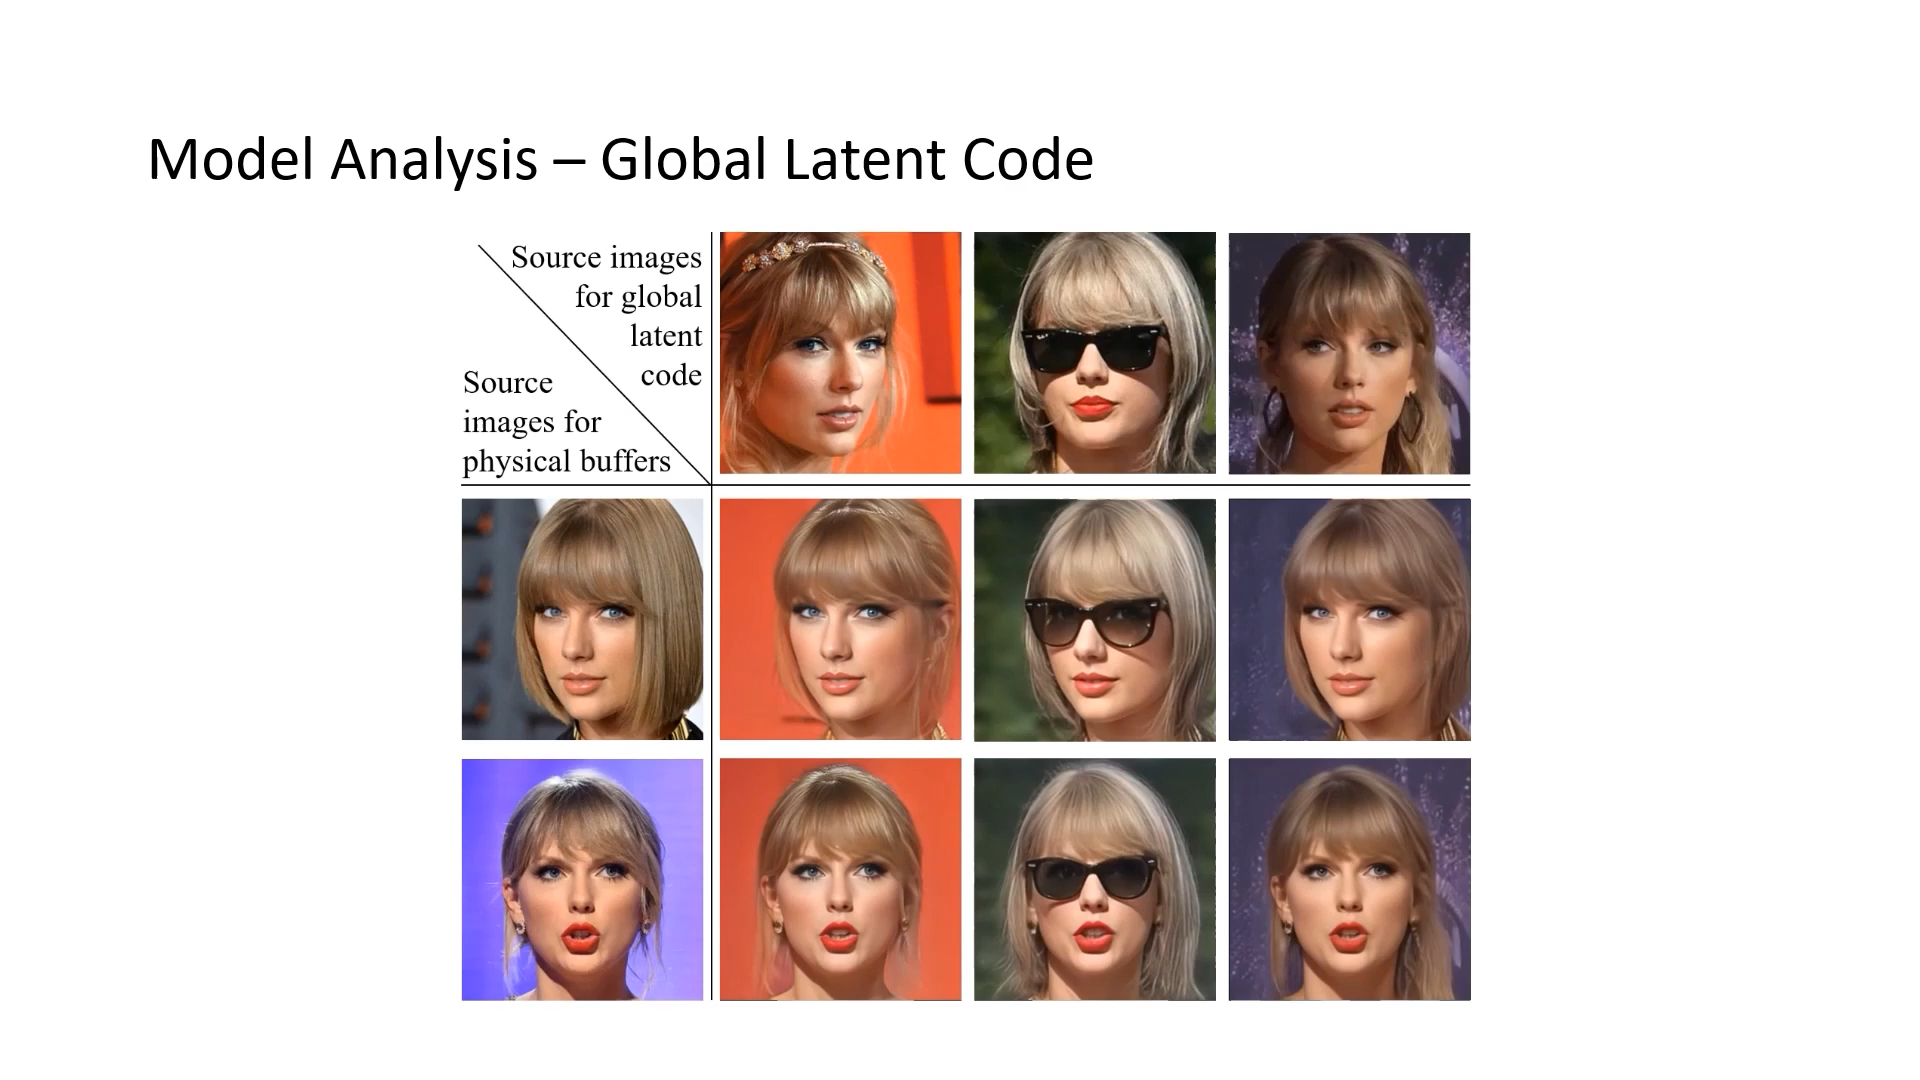 Model Analysis – Global Latent Code
Source images
for global
latent
code
Source
images for
physical buffers